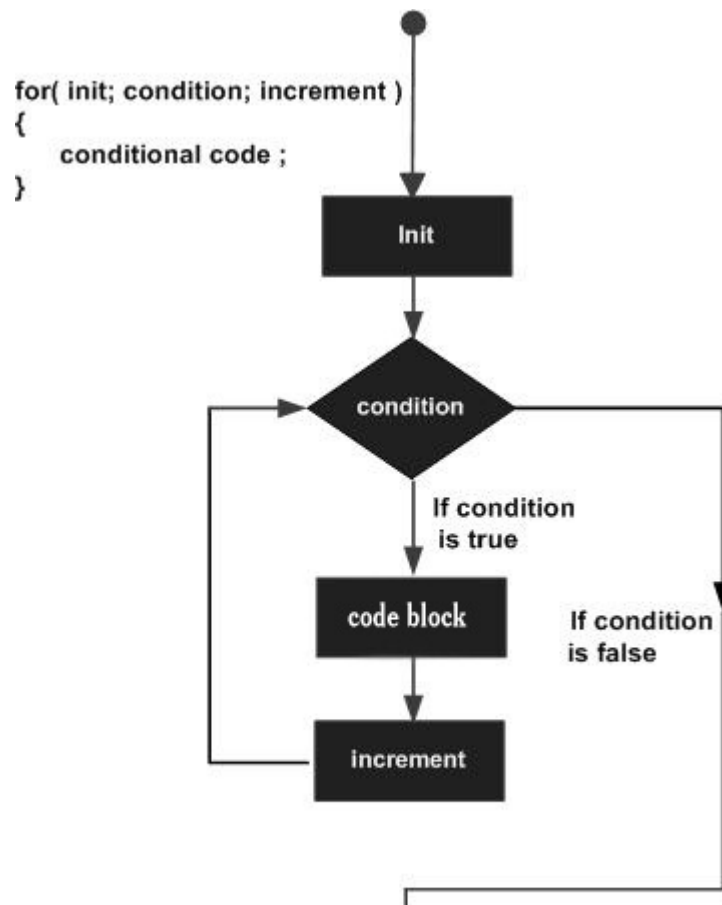 for( init; condition; increment )
{
conditional code ;
}
Init
condition
If condition
is true
code block
If condition
is false
increment